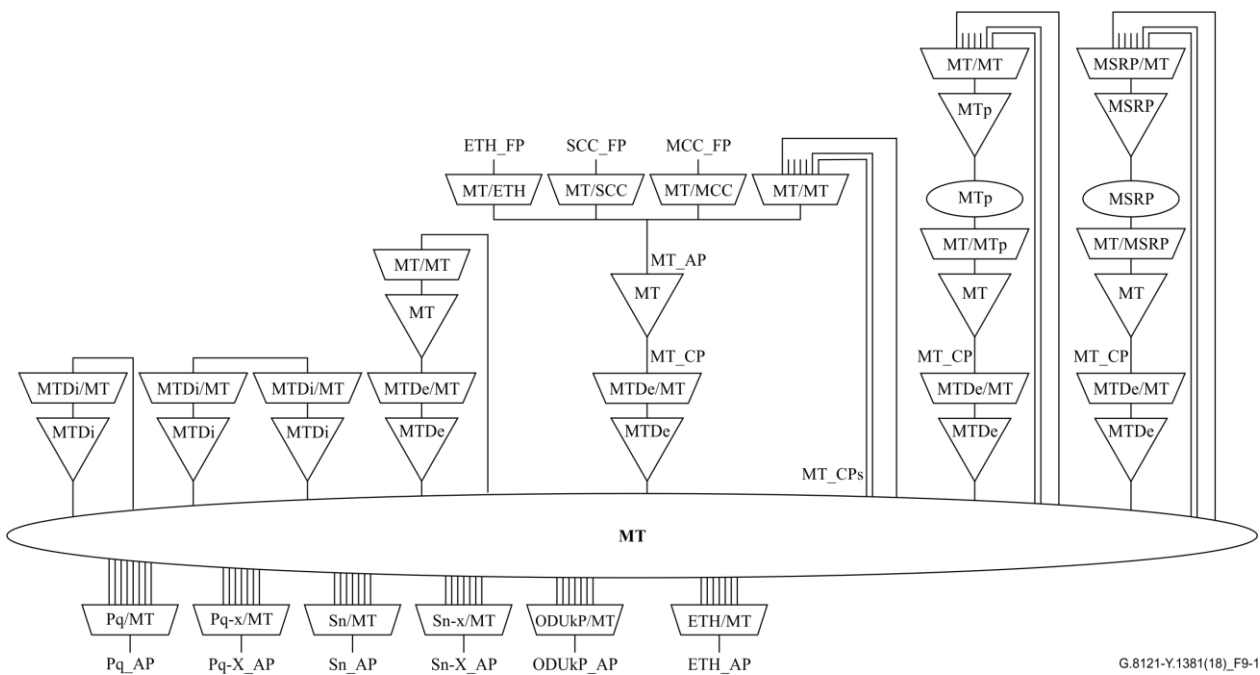 MT/MT MSRP/MT
MTp MSRP
ETH_FP SCC_FP MCC_FP
MT/ETH MT/SCC MT/MCC MT/MT
MTp MSRP
MT/MTp MT/MSRP
MT/MT MT_AP
MT MT MT MT
MT_CP MT_CP MT_CP
MTDi/MT MTDi/MT MTDi/MT MTDe/MT MTDe/MT MTDe/MT MTDe/MT
MTDi MTDi MTDi MTDe MTDe MTDe MTDe
MT_CPs
MT
Pq/MT Pq-x/MT Sn/MT Sn-x/MT ODUkP/MT ETH/MT
Pq_AP Pq-X_AP Sn_AP Sn-X_AP ODUkP_AP ETH_AP
G.8121-Y.1381(18)_F9-1